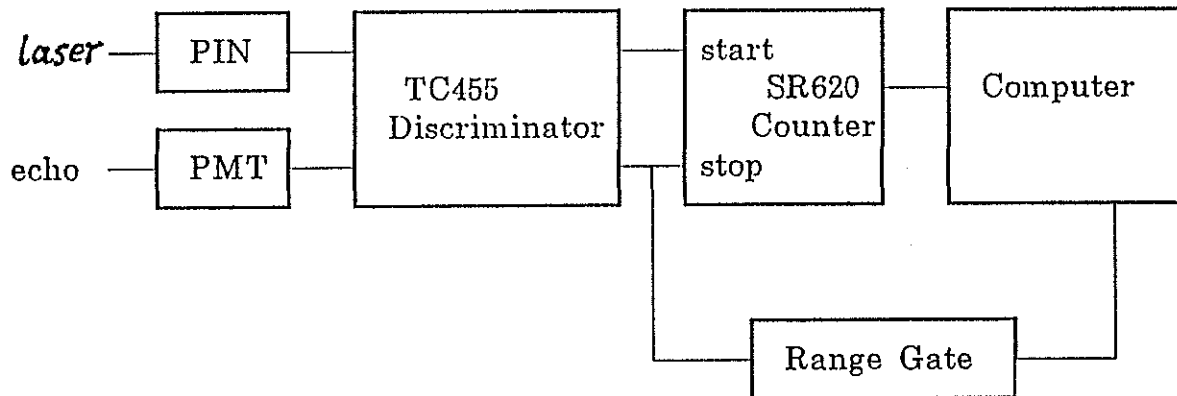 laser
PIN
TC455
Discriminator
start
SR620
Counter
stop
Computer
echo
PMT
Range Gate